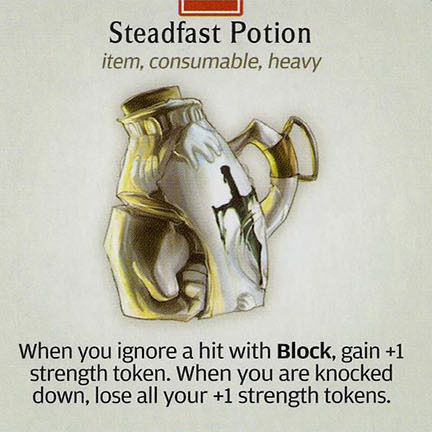 Steadfast Potion
item, consumable, heavy
When you ignore a hit with Block, gain +1
strength token. When you are knocked
down, lose all your +1 strength tokens.